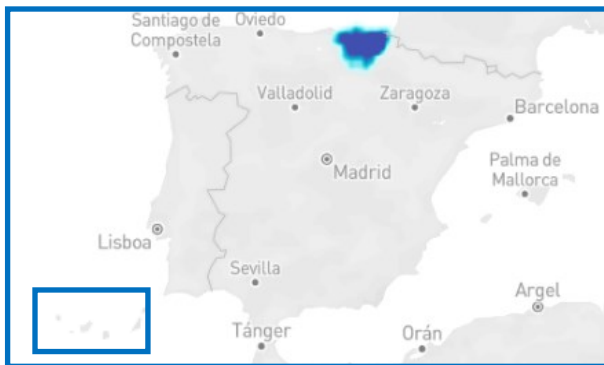 Santiago de
Compostela
Oviedo
Valladolid
Zaragoza
Barcelona
Madrid
Palma de
Mallorca
Lisboa
Sevilla
Argel
Tánger
Orán